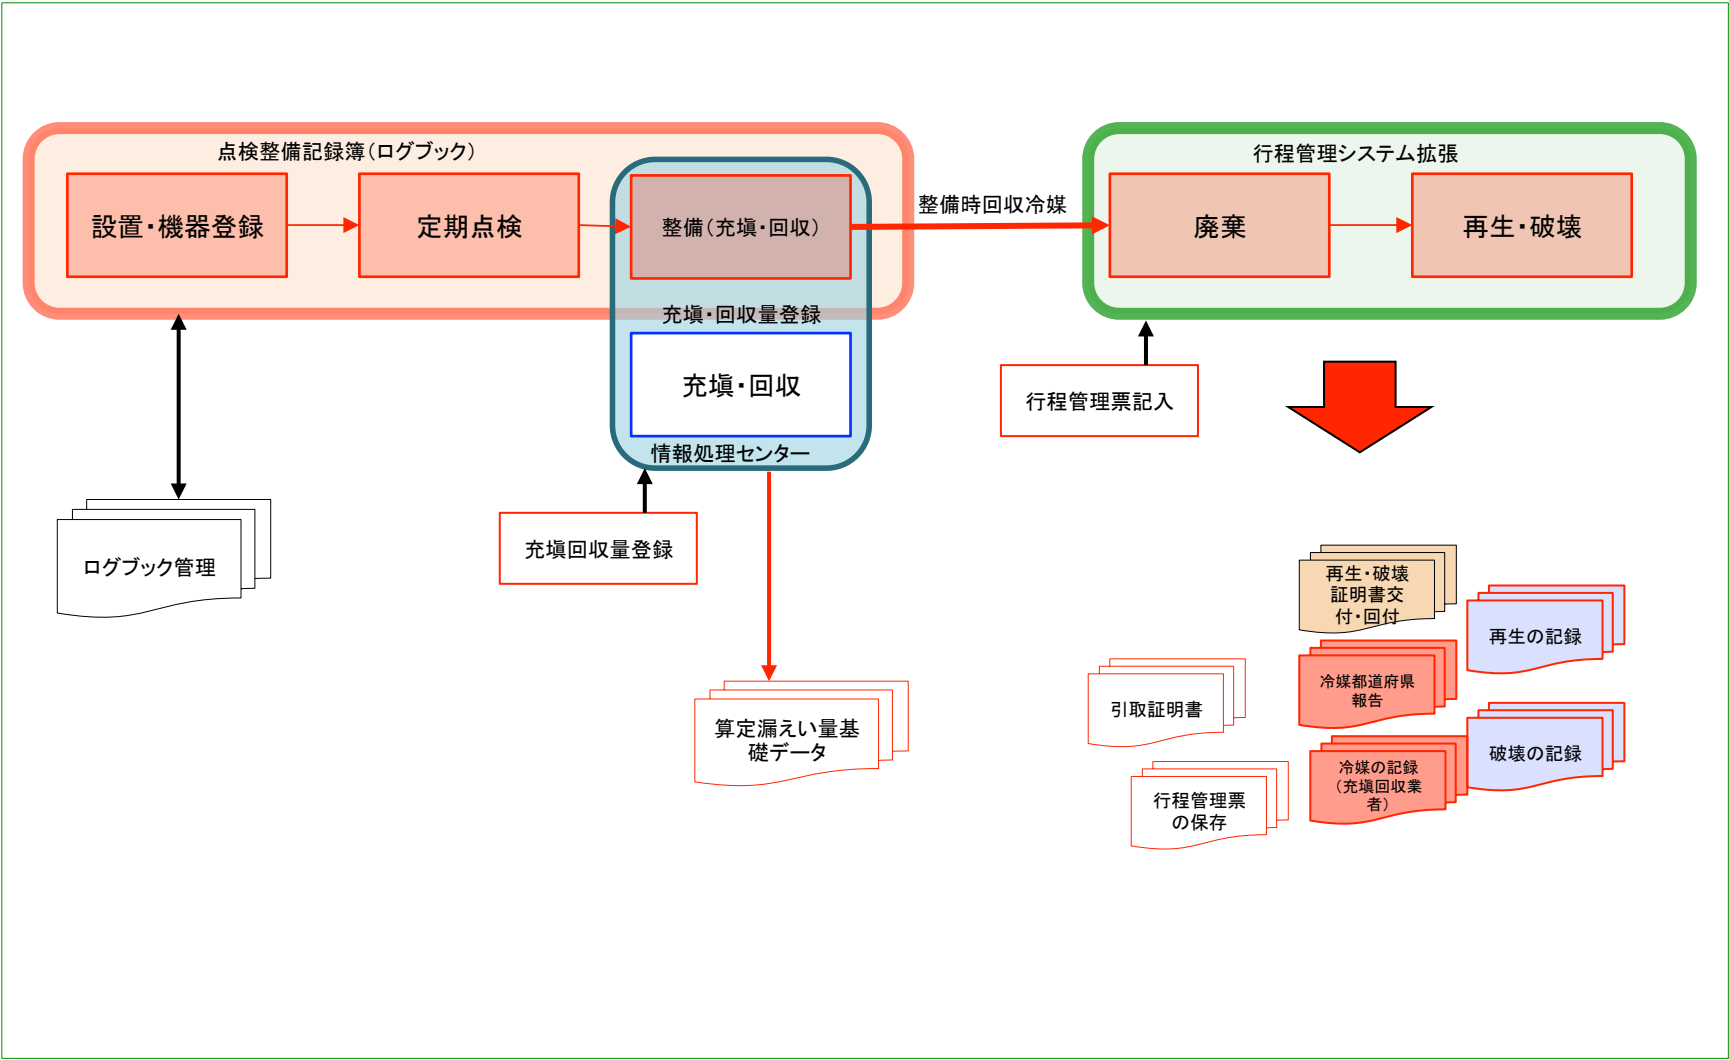 点検整備記録簿（ログブック）
設置・機器登録
定期点検
整備（充塡・回収）
充塡・回収量登録
充塡・回収
情報処理センター
整備時回収冷媒
行程管理システム拡張
廃棄
再生・破壊
行程管理票記入
充塡回収量登録
ログブック管理
算定漏えい量基
礎データ
引取証明書
行程管理票
の保存
再生・破壊
証明書交
付・回付
冷媒都道府県
報告
冷媒の記録
（充塡回収業
者）
再生の記録
破壊の記録